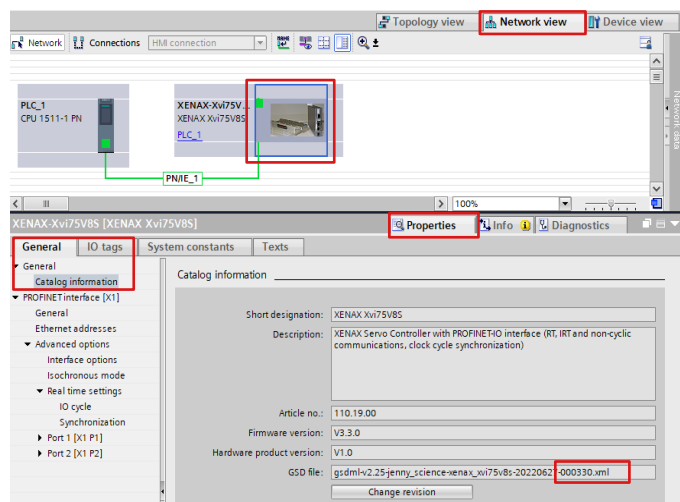 Topology view
Network view
Device view
Network
Connections
HMI connection
PLC_1
CPU 1511-1 PN
XENAX-Xvi75V...
XENAX Xvi75V8S
PLC_1
PN/IE_1
Network data
100%
XENAX-Xvi75V8S [XENAX Xvi75V8S]
Properties
Info
Diagnostics
General
IO tags
System constants
Texts
General
Catalog information
PROFINET interface [X1]
General
Ethernet addresses
Advanced options
Interface options
Isochronous mode
Real time settings
IO cycle
Synchronization
Port 1 [X1 P1]
Port 2 [X1 P2]
Catalog information
Short designation: XENAX Xvi75V8S
Description: XENAX Servo Controller with PROFINET-IO interface (RT, IRT and non-cyclic
communications, clock cycle synchronization)
Article no.: 110.19.00
Firmware version: V3.3.0
Hardware product version: V1.0
GSD file: gsdml-v2.25-jenny_science-xenax_xvi75v8s-20220627-000330.xml
Change revision